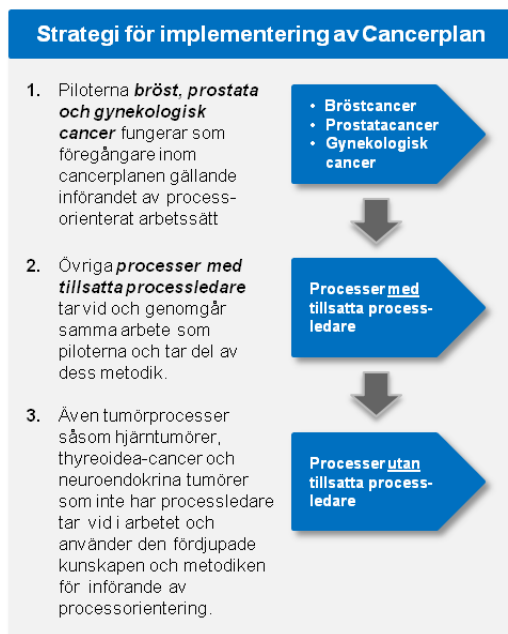 Strategi för implementering av Cancerplan
1. Piloterna bröst, prostata
och gynekologisk
cancer fungerar som
föregångare inom
cancerplanen gällande
införandet av process-
orienterat arbetssätt
• Bröstcancer
• Prostatacancer
• Gynekologisk
cancer
2. Övriga processer med
tillsatta processledare
tar vid och genomgår
samma arbete som
piloterna och tar del av
dess metodik.
Processer med
tillsatta process-
ledare
3. Även tumörprocesser
såsom hjärntumörer,
thyreoidea-cancer och
neuroendokrina tumörer
som inte har processledare
tar vid i arbetet och
använder den fördjupade
kunskapen och metodiken
för införande av
processorientering.
Processer utan
tillsatta process-
ledare